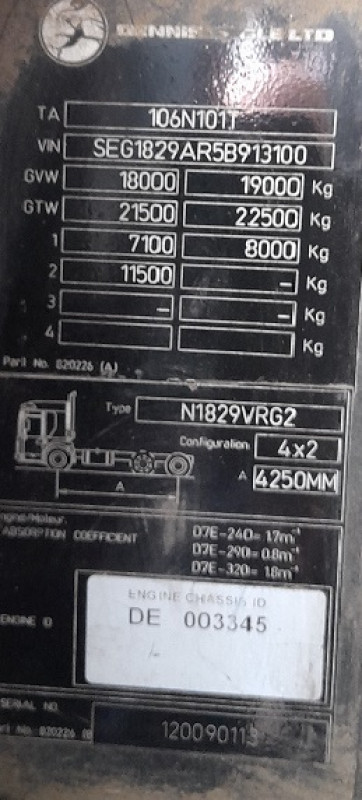 DENNIS EAGLE LTD
TA 106N101T
VIN SEG1829AR5B913100
GVW 18000 19000 Kg
GTW 21500 22500 Kg
1 7100 8000 Kg
2 11500 – Kg
3 – – Kg
4 Kg
Part No. 820226 (A)
Type N1829VRG2
Configuration 4x2
A A 4250MM
Engine/Moteur.
ABSORPTION COEFFICIENT D7E-240= 1.7m⁻¹
D7E-290= 0.8m⁻¹
D7E-320= 1.8m⁻¹
ENGINE CHASSIS ID
ENGINE ID DE 003345
SERIAL NO.
120090113
Part No. 820226 (B